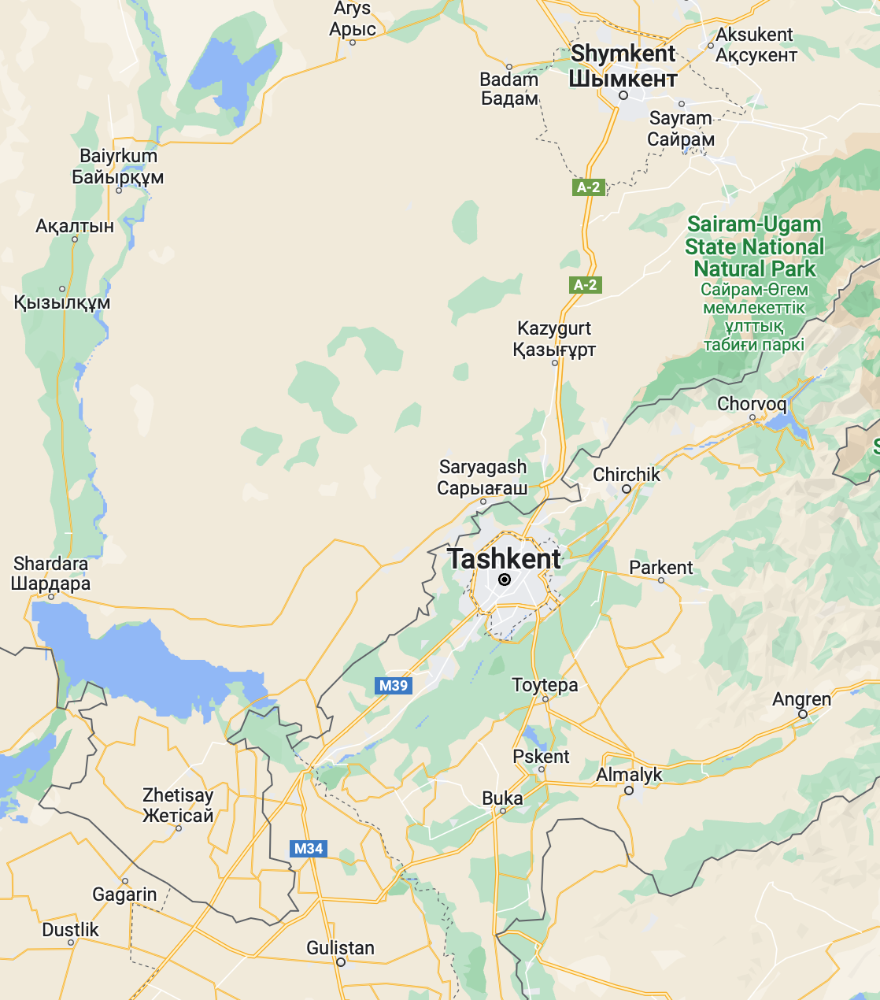 Arys
Арыс
Aksukent
Ақсукент
Shymkent
Шымкент
Badam
Бадам
Sayram
Сайрам
Baiyrkum
Байырқұм
A-2
Ақалтын
Sairam-Ugam
State National
Natural Park
Сайрам-Өгем
мемлекеттік
ұлттық
табиғи паркі
A-2
Қызылқұм
Kazygurt
Қазығұрт
Chorvoq
S
Saryagash
Сарыағаш
Chirchik
Tashkent
Shardara
Шардара
Parkent
M39
Toytepa
Angren
Pskent
Almalyk
Zhetisay
Жетісай
Buka
M34
Gagarin
Dustlik
Gulistan